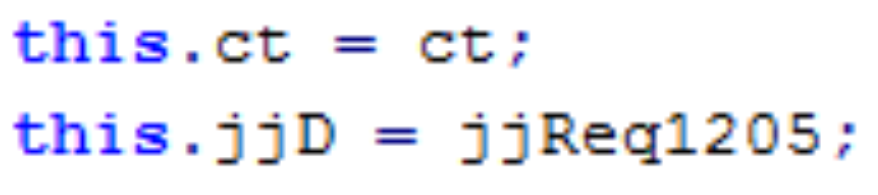 this.ct = ct;
this.jjD = jjReq1205;